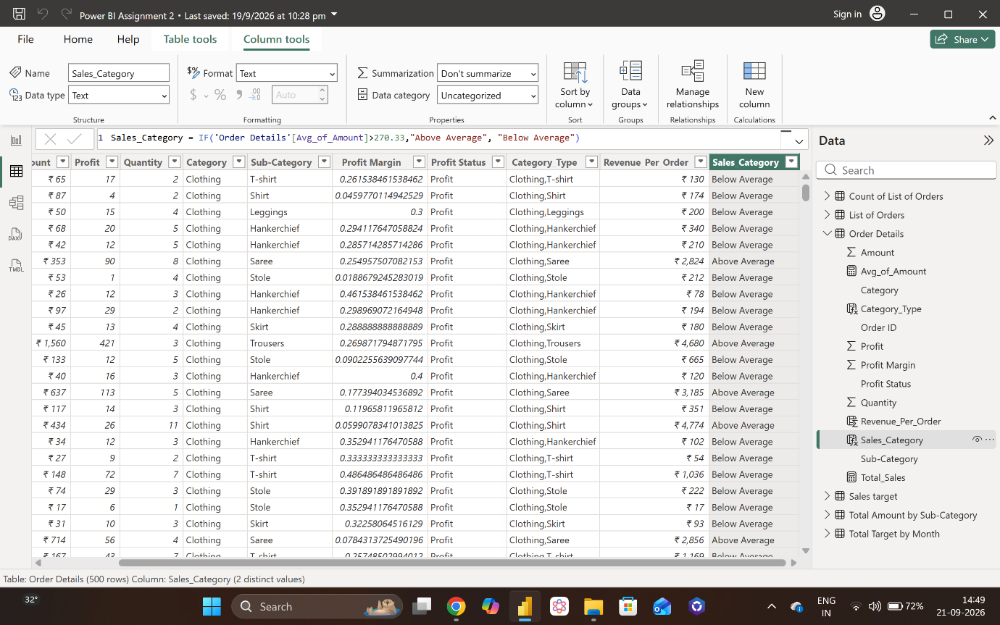 Power BI Assignment 2 • Last saved: 19/9/2026 at 10:28 pm
Sign in
File Home Help Table tools Column tools
Share
Name Sales_Category
Data type Text
Structure
Format Text
$ % Auto
Formatting
Summarization Don't summarize
Data category Uncategorized
Properties
Sort by column
Sort
Data groups
Groups
Manage relationships
Relationships
New column
Calculations
1 Sales_Category = IF('Order Details'[Avg_of_Amount]>270.33,"Above Average", "Below Average")
ount Profit Quantity Category Sub-Category Profit Margin Profit Status Category_Type Revenue_Per_Order Sales_Category
₹ 65 17 2 Clothing T-shirt 0.261538461538462 Profit Clothing,T-shirt ₹ 130 Below Average
₹ 87 4 2 Clothing Shirt 0.0459770114942529 Profit Clothing,Shirt ₹ 174 Below Average
₹ 50 15 4 Clothing Leggings 0.3 Profit Clothing,Leggings ₹ 200 Below Average
₹ 68 20 5 Clothing Hankerchief 0.294117647058824 Profit Clothing,Hankerchief ₹ 340 Below Average
₹ 42 12 5 Clothing Hankerchief 0.285714285714286 Profit Clothing,Hankerchief ₹ 210 Below Average
₹ 353 90 8 Clothing Saree 0.254957507082153 Profit Clothing,Saree ₹ 2,824 Above Average
₹ 53 1 4 Clothing Stole 0.0188679245283019 Profit Clothing,Stole ₹ 212 Below Average
₹ 26 12 3 Clothing Hankerchief 0.461538461538462 Profit Clothing,Hankerchief ₹ 78 Below Average
₹ 97 29 2 Clothing Hankerchief 0.298969072164948 Profit Clothing,Hankerchief ₹ 194 Below Average
₹ 45 13 4 Clothing Skirt 0.288888888888889 Profit Clothing,Skirt ₹ 180 Below Average
₹ 1,560 421 3 Clothing Trousers 0.269871794871795 Profit Clothing,Trousers ₹ 4,680 Above Average
₹ 133 12 5 Clothing Stole 0.0902255639097744 Profit Clothing,Stole ₹ 665 Below Average
₹ 40 16 3 Clothing Hankerchief 0.4 Profit Clothing,Hankerchief ₹ 120 Below Average
₹ 637 113 5 Clothing Saree 0.177394034536892 Profit Clothing,Saree ₹ 3,185 Above Average
₹ 117 14 3 Clothing Shirt 0.11965811965812 Profit Clothing,Shirt ₹ 351 Below Average
₹ 434 26 11 Clothing Shirt 0.0599078341013825 Profit Clothing,Shirt ₹ 4,774 Above Average
₹ 34 12 3 Clothing Hankerchief 0.352941176470588 Profit Clothing,Hankerchief ₹ 102 Below Average
₹ 27 9 2 Clothing T-shirt 0.333333333333333 Profit Clothing,T-shirt ₹ 54 Below Average
₹ 148 72 7 Clothing T-shirt 0.486486486486486 Profit Clothing,T-shirt ₹ 1,036 Below Average
₹ 74 29 3 Clothing Stole 0.391891891891892 Profit Clothing,Stole ₹ 222 Below Average
₹ 17 6 1 Clothing Stole 0.352941176470588 Profit Clothing,Stole ₹ 17 Below Average
₹ 31 10 3 Clothing Skirt 0.32258064516129 Profit Clothing,Skirt ₹ 93 Below Average
₹ 714 56 4 Clothing Saree 0.0784313725490196 Profit Clothing,Saree ₹ 2,856 Above Average
₹ 167 43 7 Clothing T-shirt 0.25748502994012 Profit Clothing,T-shirt ₹ 1,169 Below Average
DAX
TMDL
Data
Search
Count of List of Orders
List of Orders
Order Details
Amount
Avg_of_Amount
Category
Category_Type
Order ID
Profit
Profit Margin
Profit Status
Quantity
Revenue_Per_Order
Sales_Category
Sub-Category
Total_Sales
Sales target
Total Amount by Sub-Category
Total Target by Month
Table: Order Details (500 rows) Column: Sales_Category (2 distinct values)
32°
Search
ENG
IN
72%
14:49
21-09-2026